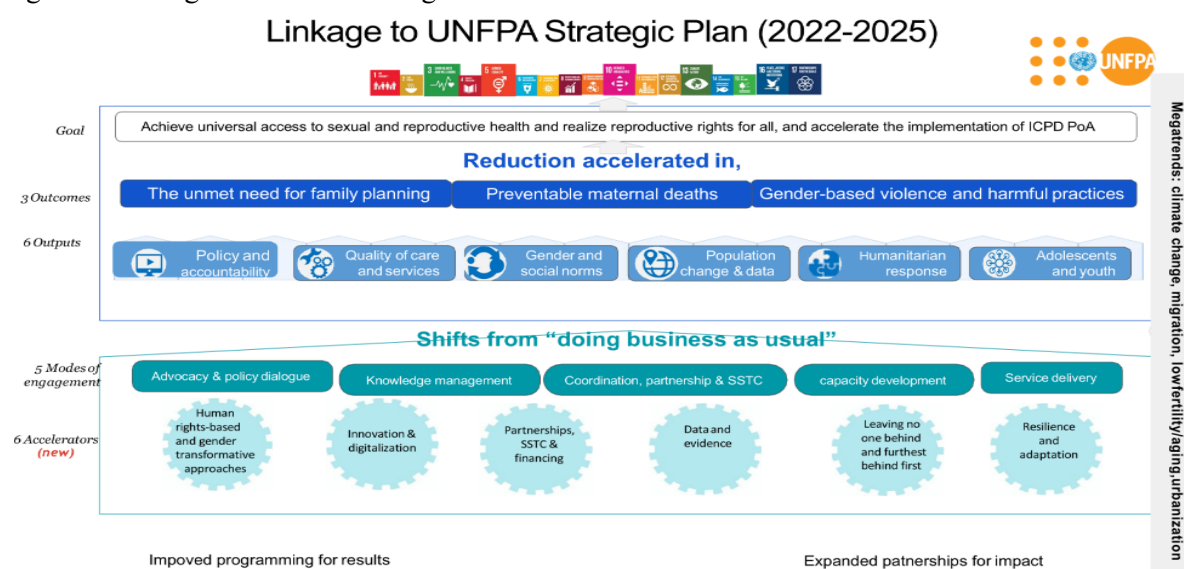 Linkage to UNFPA Strategic Plan (2022-2025)
UNFPA
Goal
Achieve universal access to sexual and reproductive health and realize reproductive rights for all, and accelerate the implementation of ICPD PoA
Reduction accelerated in,
3 Outcomes
The unmet need for family planning
Preventable maternal deaths
Gender-based violence and harmful practices
6 Outputs
Policy and
accountability
Quality of care
and services
Gender and
social norms
Population
change & data
Humanitarian
response
Adolescents
and youth
Shifts from “doing business as usual”
5 Modes of
engagement
Advocacy & policy dialogue
Knowledge management
Coordination, partnership & SSTC
capacity development
Service delivery
6 Accelerators
(new)
Human
rights-based
and gender
transformative
approaches
Innovation &
digitalization
Partnerships,
SSTC &
financing
Data and
evidence
Leaving no
one behind
and furthest
behind first
Resilience
and
adaptation
Impoved programming for results
Expanded patnerships for impact
Megatrends: climate change, migration, lowfertility/aging,urbanization